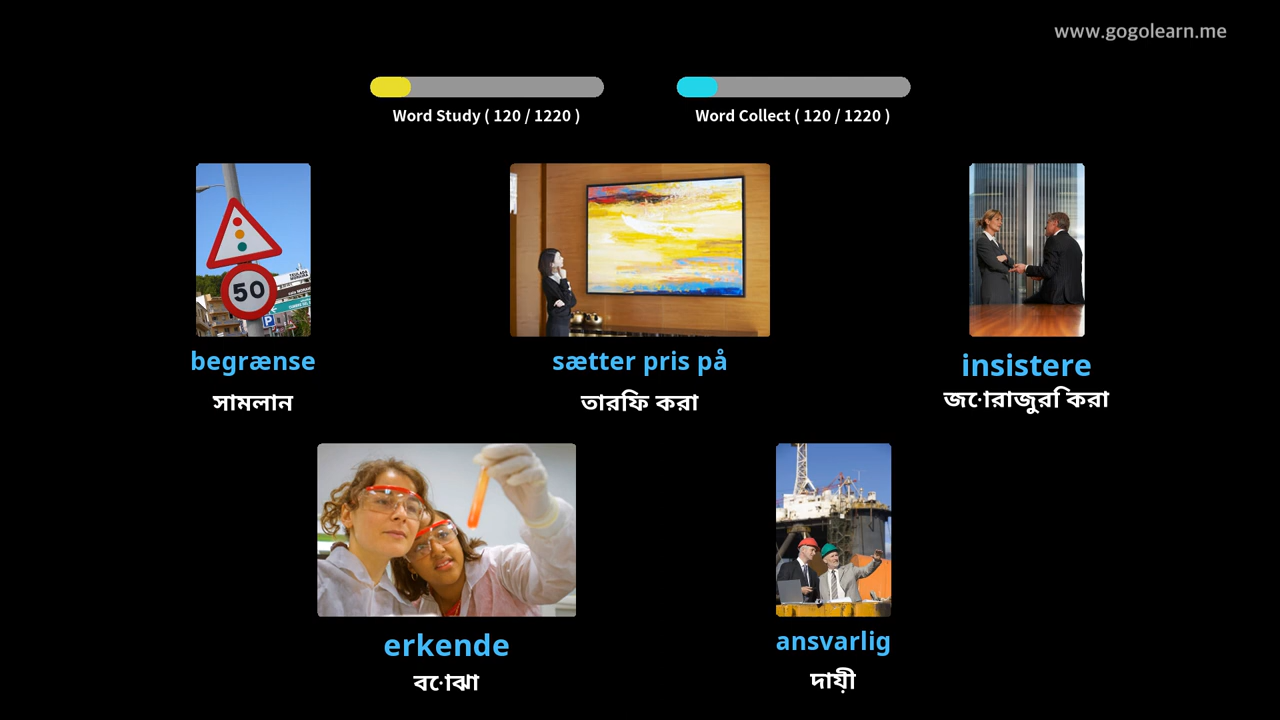 www.gogolearn.me
Word Study ( 120 / 1220 )
Word Collect ( 120 / 1220 )
50
P
begrænse
sætter pris på
insistere
সামলান
তারিফ করা
জোরাজুরি করা
erkende
ansvarlig
বোঝা
দায়ী